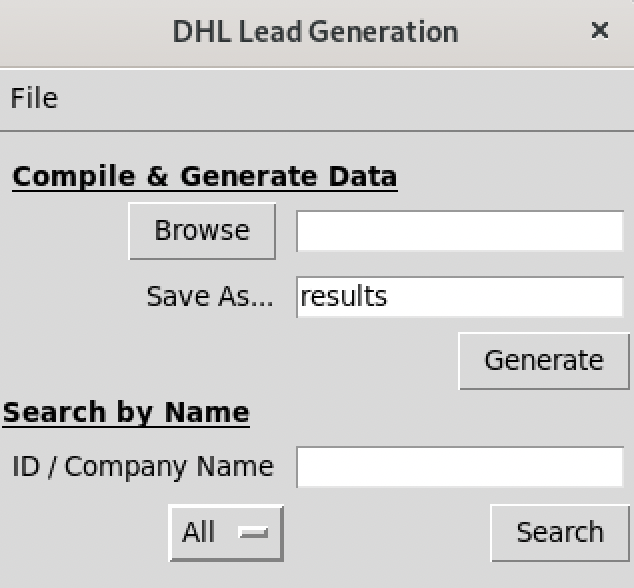 DHL Lead Generation ×
File
Compile & Generate Data
Browse
Save As... results
Generate
Search by Name
ID / Company Name
All Search